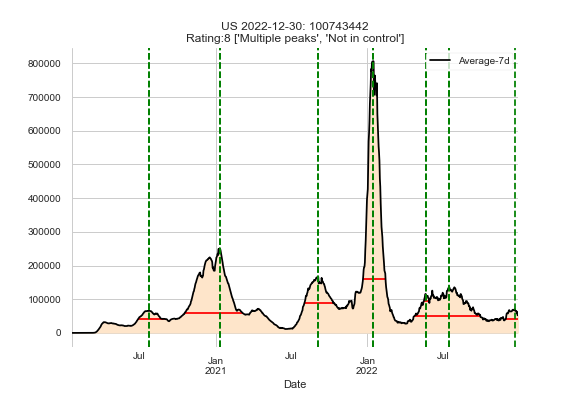 US 2022-12-30: 100743442
Rating:8 ['Multiple peaks', 'Not in control']
Average-7d
800000
700000
600000
500000
400000
300000
200000
100000
0
Jul
Jan
2021
Jul
Jan
2022
Jul
Date